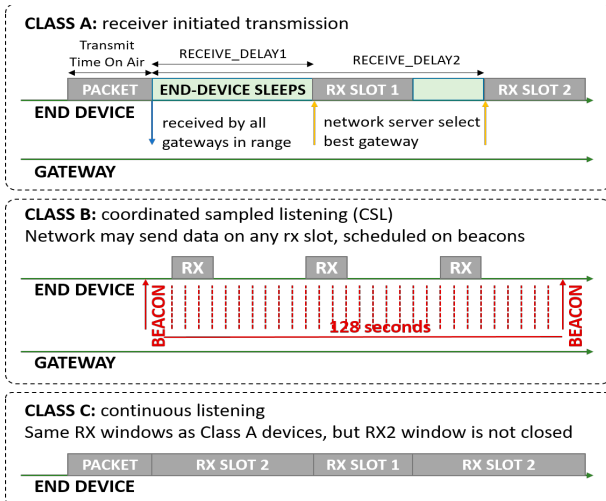 CLASS A: receiver initiated transmission
Transmit
Time On Air
RECEIVE_DELAY1
RECEIVE_DELAY2
PACKET
END-DEVICE SLEEPS
RX SLOT 1
RX SLOT 2
END DEVICE
received by all
gateways in range
network server select
best gateway
GATEWAY
CLASS B: coordinated sampled listening (CSL)
Network may send data on any rx slot, scheduled on beacons
RX
RX
RX
END DEVICE
BEACON
128 seconds
BEACON
GATEWAY
CLASS C: continuous listening
Same RX windows as Class A devices, but RX2 window is not closed
PACKET
RX SLOT 2
RX SLOT 1
RX SLOT 2
END DEVICE